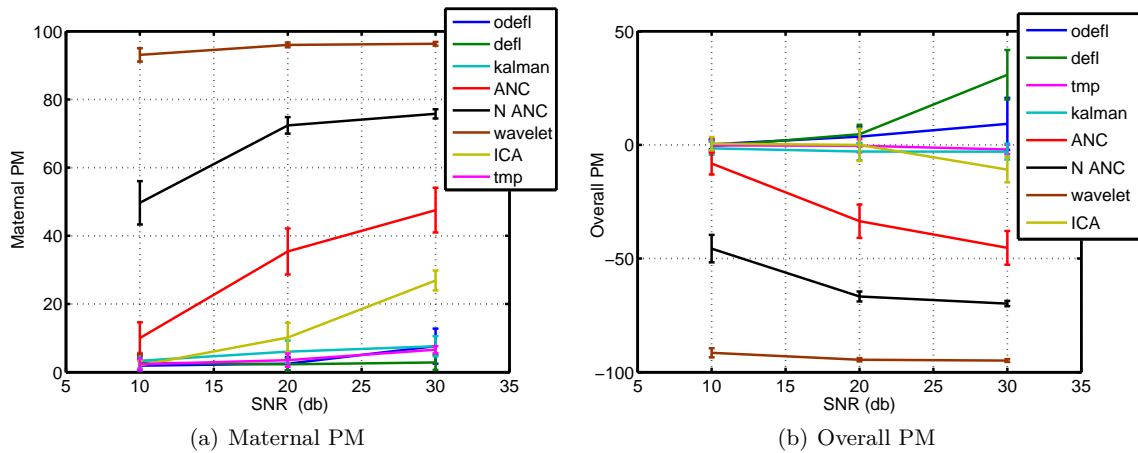 100
80
60
40
20
0
Maternal PM
5
10
15
20
25
30
35
SNR (db)
odefl
defl
kalman
ANC
N ANC
wavelet
ICA
tmp
(a) Maternal PM
50
0
−50
−100
Overall PM
5
10
15
20
25
30
35
SNR (db)
odefl
defl
tmp
kalman
ANC
N ANC
wavelet
ICA
(b) Overall PM